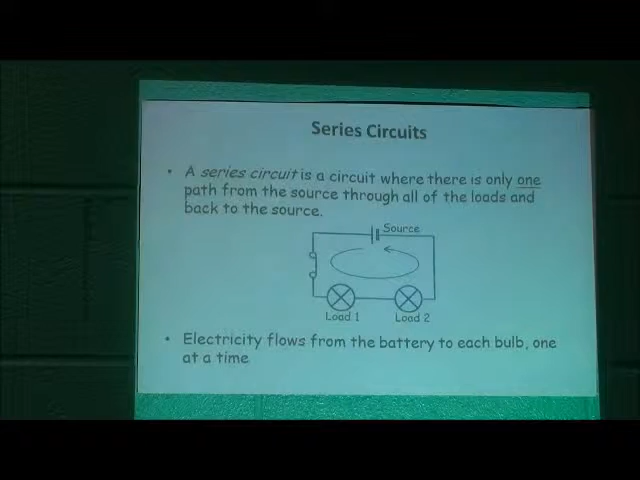 Series Circuits
• A series circuit is a circuit where there is only one
path from the source through all of the loads and
back to the source.
Source
Load 1 Load 2
• Electricity flows from the battery to each bulb, one
at a time